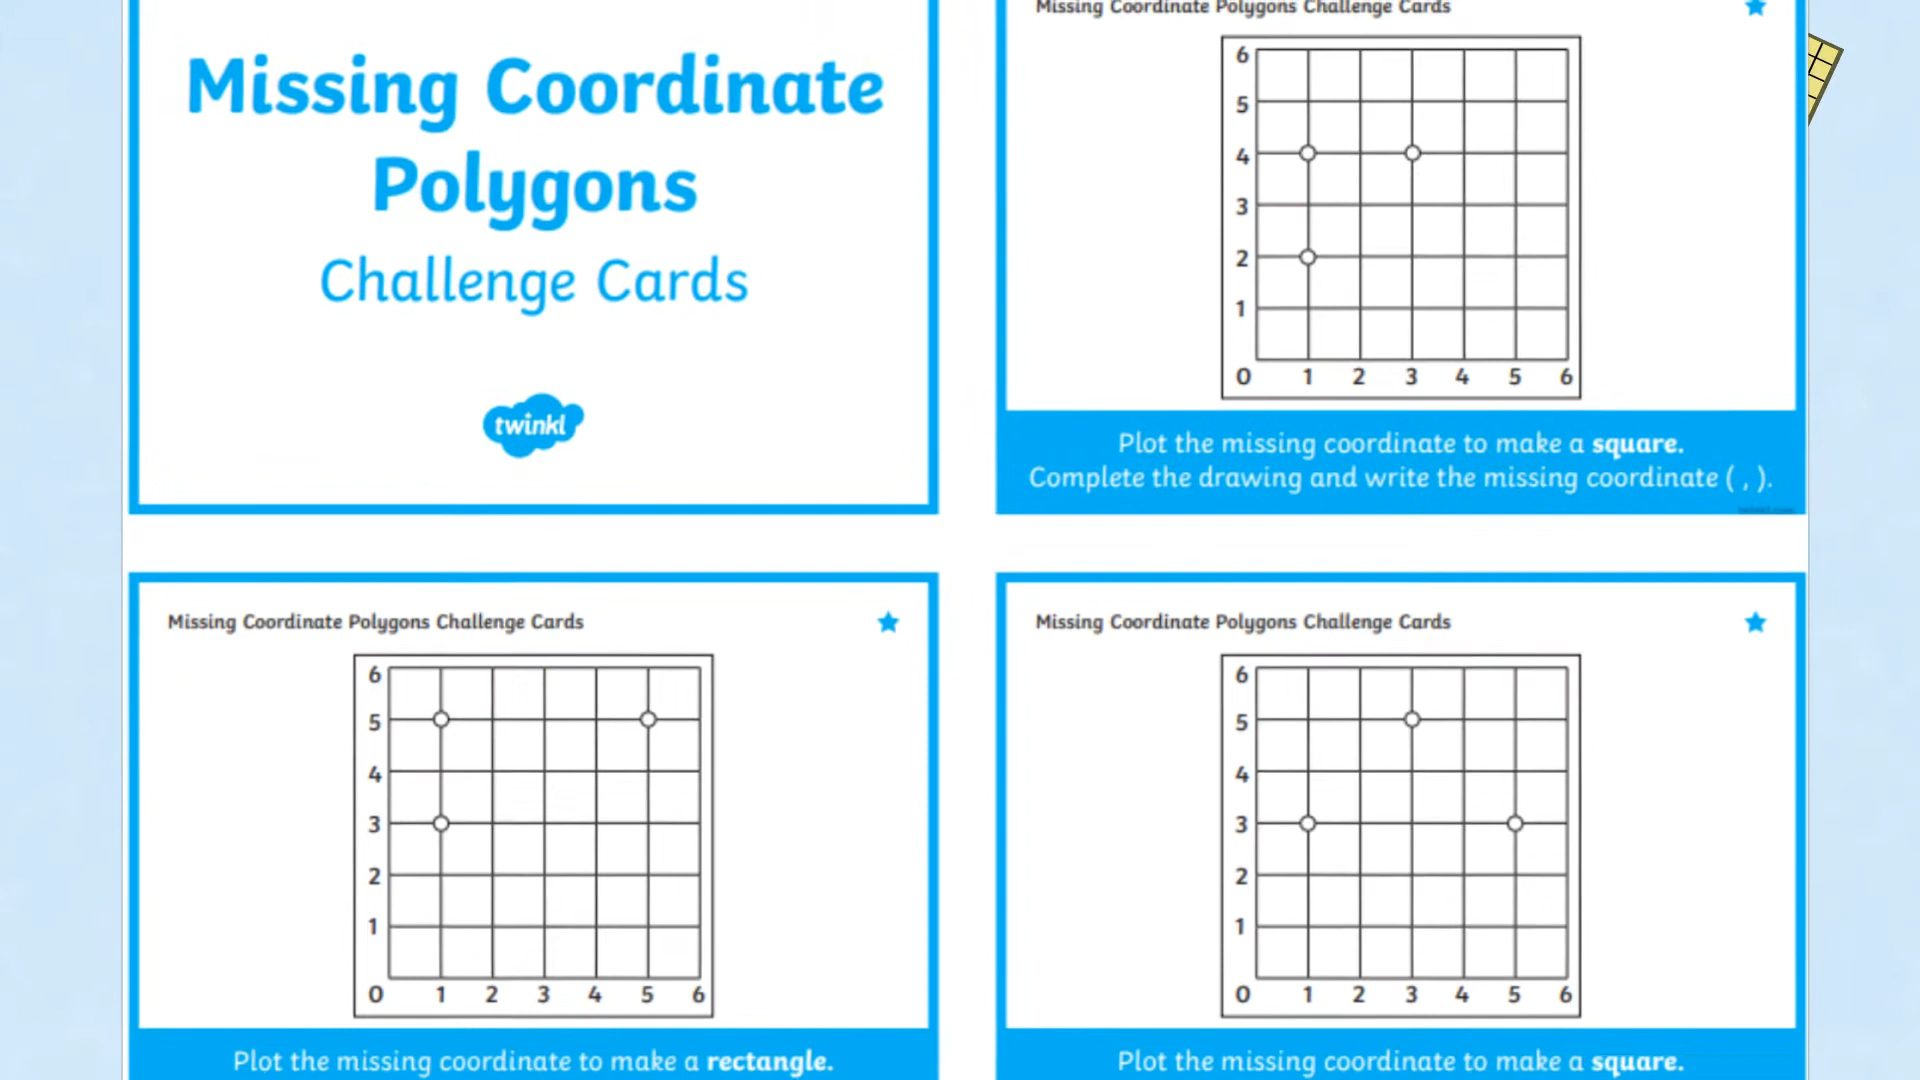 Missing Coordinate
Polygons
Challenge Cards
twinkl
Missing Coordinate Polygons Challenge Cards
6
5
4
3
2
1
0 1 2 3 4 5 6
Plot the missing coordinate to make a square.
Complete the drawing and write the missing coordinate ( , ).
Missing Coordinate Polygons Challenge Cards
6
5
4
3
2
1
0 1 2 3 4 5 6
Plot the missing coordinate to make a rectangle.
Missing Coordinate Polygons Challenge Cards
6
5
4
3
2
1
0 1 2 3 4 5 6
Plot the missing coordinate to make a square.